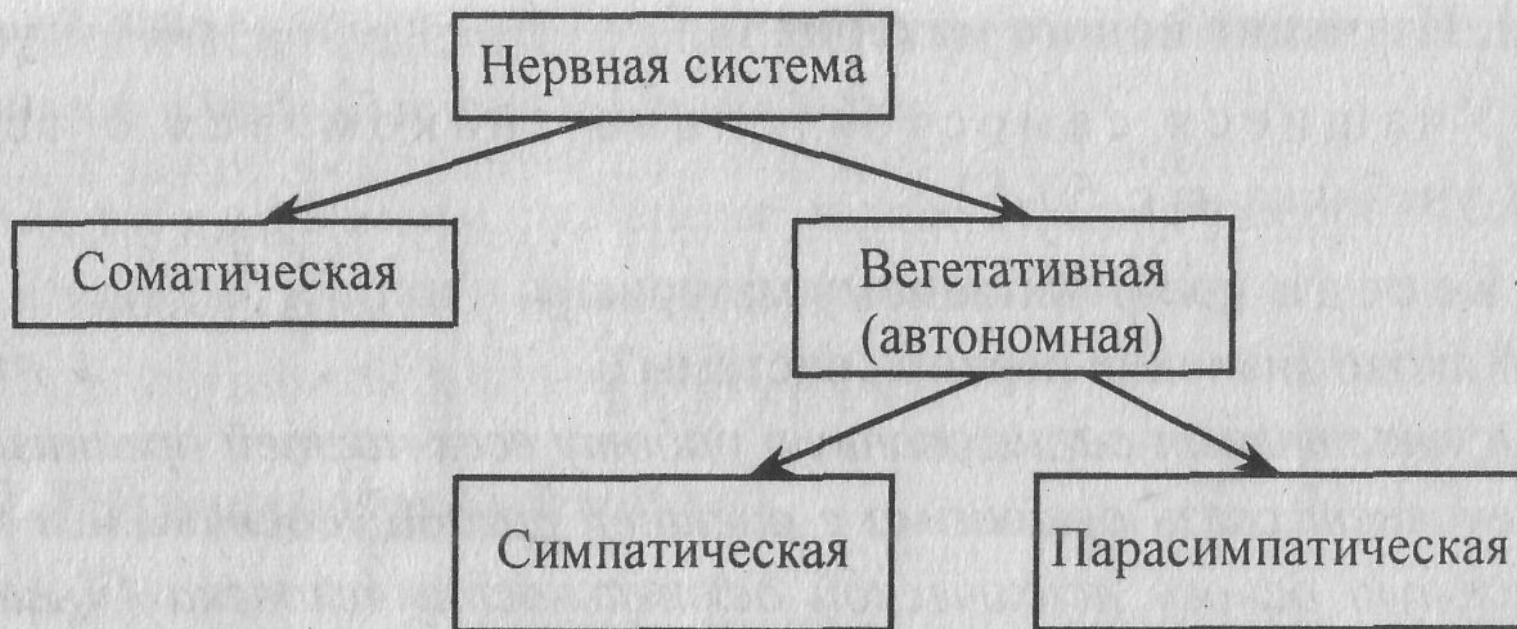 Нервная система
Соматическая
Вегетативная
(автономная)
Симпатическая
Парасимпатическая